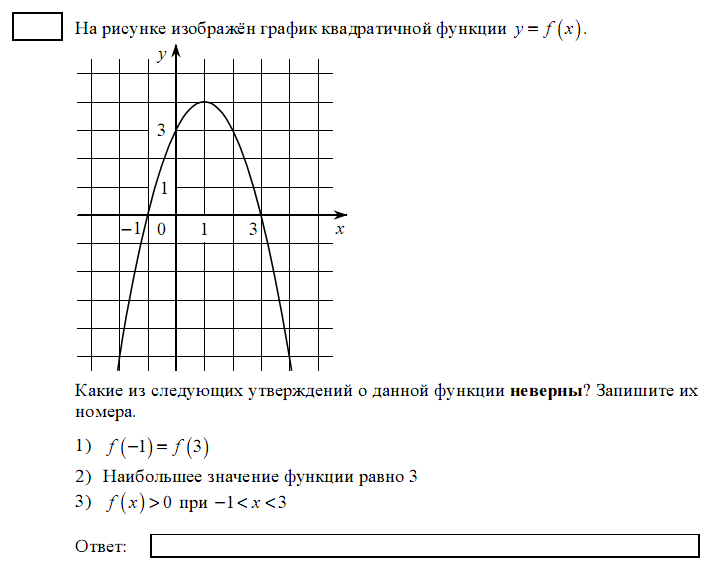 На рисунке изображён график квадратичной функции y = f(x).
y
3
1
−1 0 1 3 x
Какие из следующих утверждений о данной функции неверны? Запишите их
номера.
1) f(−1) = f(3)
2) Наибольшее значение функции равно 3
3) f(x) > 0 при −1 < x < 3
Ответ: